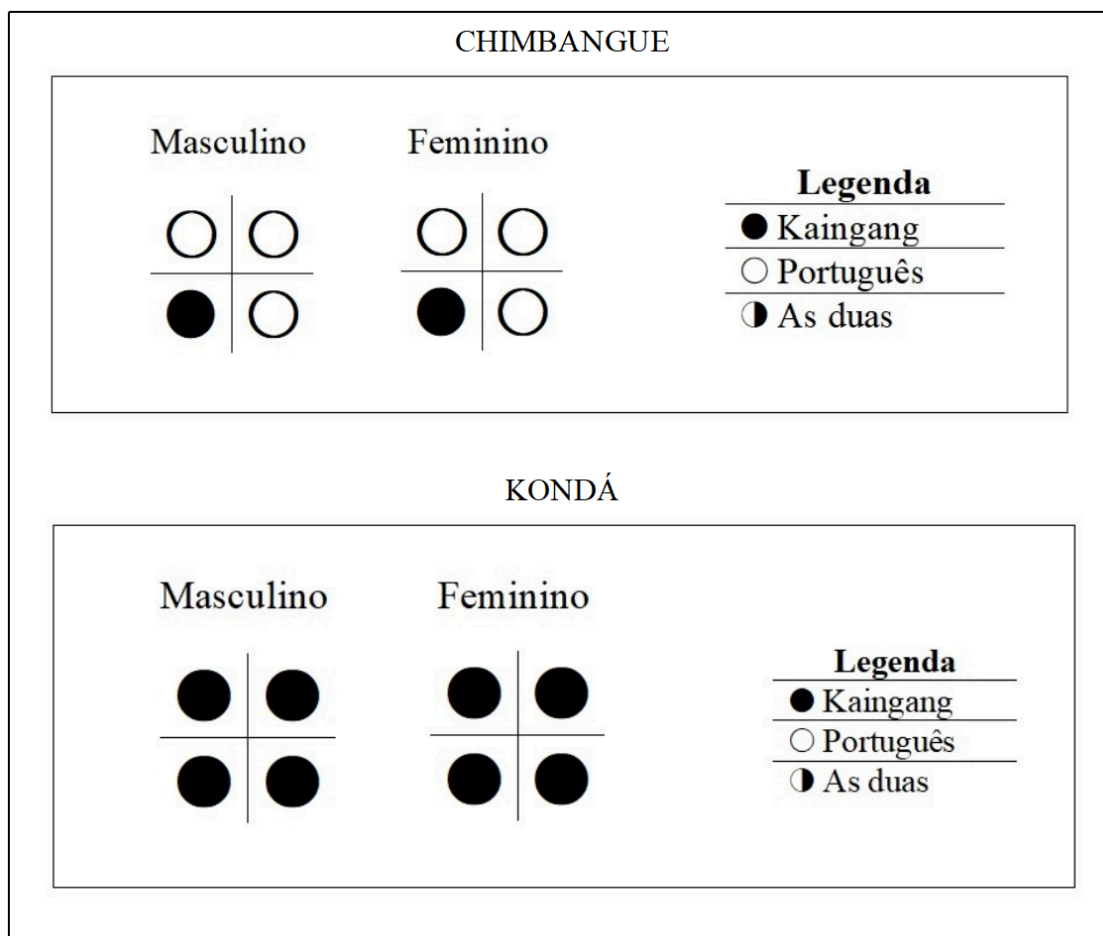 CHIMBANGUE
Masculino Feminino
Legenda
Kaingang
Português
As duas
KONDÁ
Masculino Feminino
Legenda
Kaingang
Português
As duas